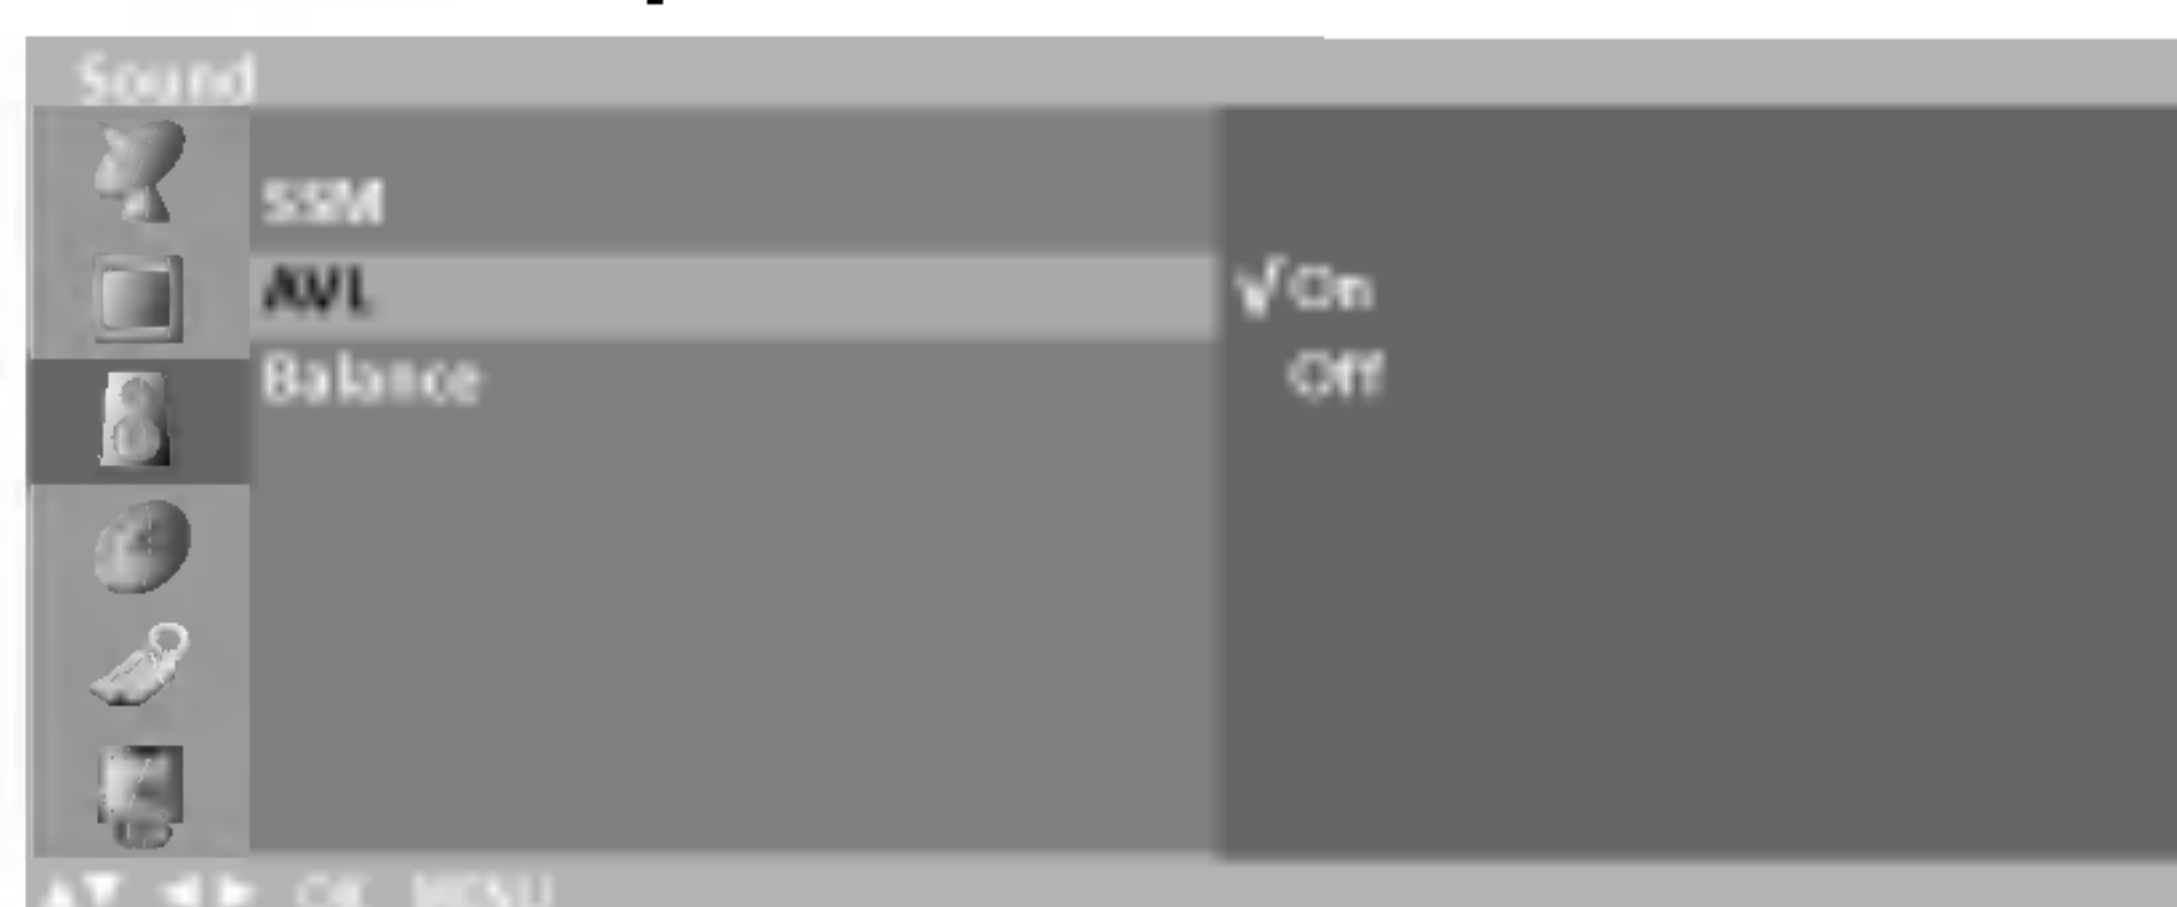 Sound
SSM
AVL
√ On
Balance
Off
▲▼ ◀▶ OK MENU